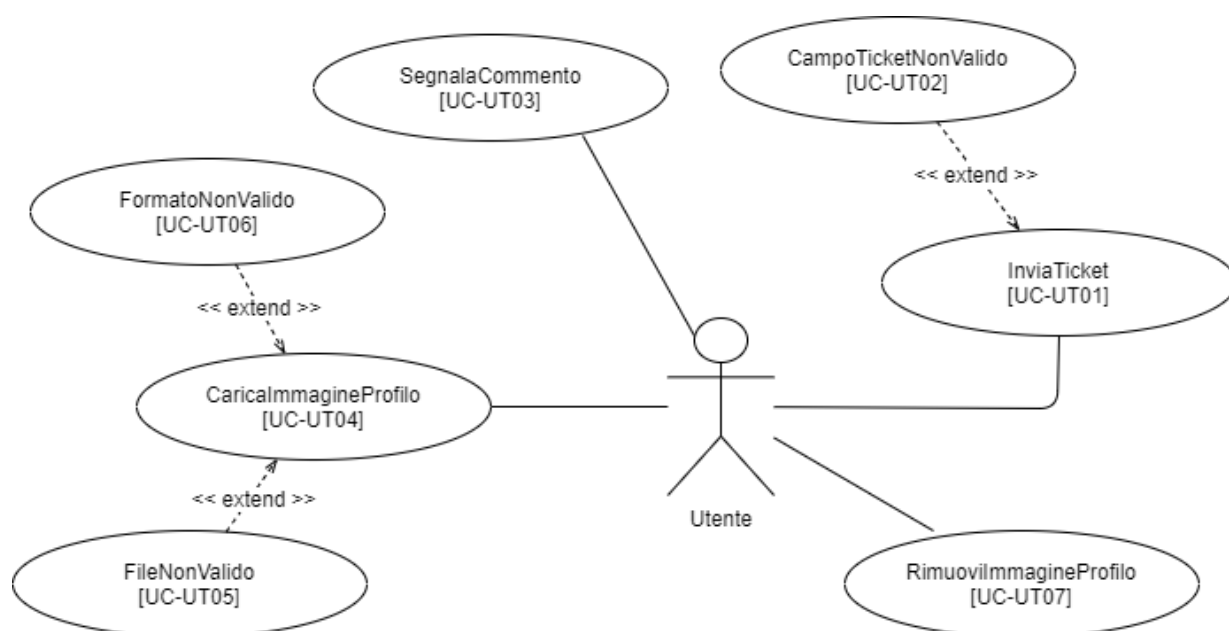 CampoTicketNonValido
[UC-UT02]
SegnalaCommento
[UC-UT03]
<< extend >>
FormatoNonValido
[UC-UT06]
InviaTicket
[UC-UT01]
<< extend >>
CaricaImmagineProfilo
[UC-UT04]
<< extend >>
Utente
FileNonValido
[UC-UT05]
RimuoviImmagineProfilo
[UC-UT07]